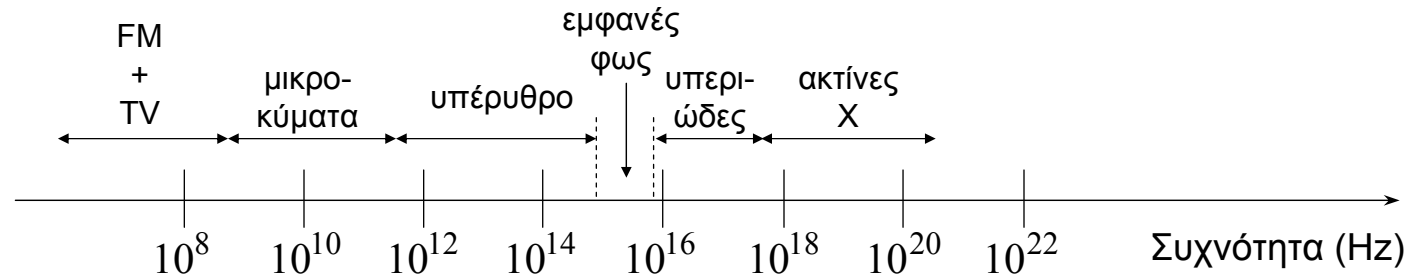 FM
+
TV
μικρο-
κύματα
υπέρυθρο
εμφανές
φως
υπερι-
ώδες
ακτίνες
Χ
10^8 10^10 10^12 10^14 10^16 10^18 10^20 10^22 Συχνότητα (Hz)